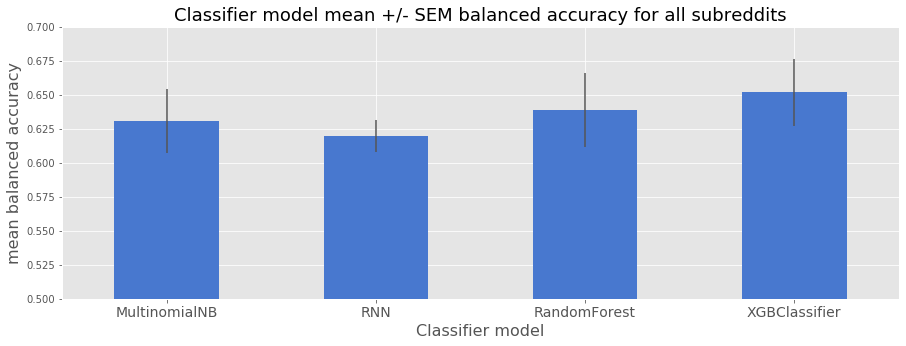 Classifier model mean +/- SEM balanced accuracy for all subreddits
mean balanced accuracy
0.700
0.675
0.650
0.625
0.600
0.575
0.550
0.525
0.500
MultinomialNB RNN RandomForest XGBClassifier
Classifier model